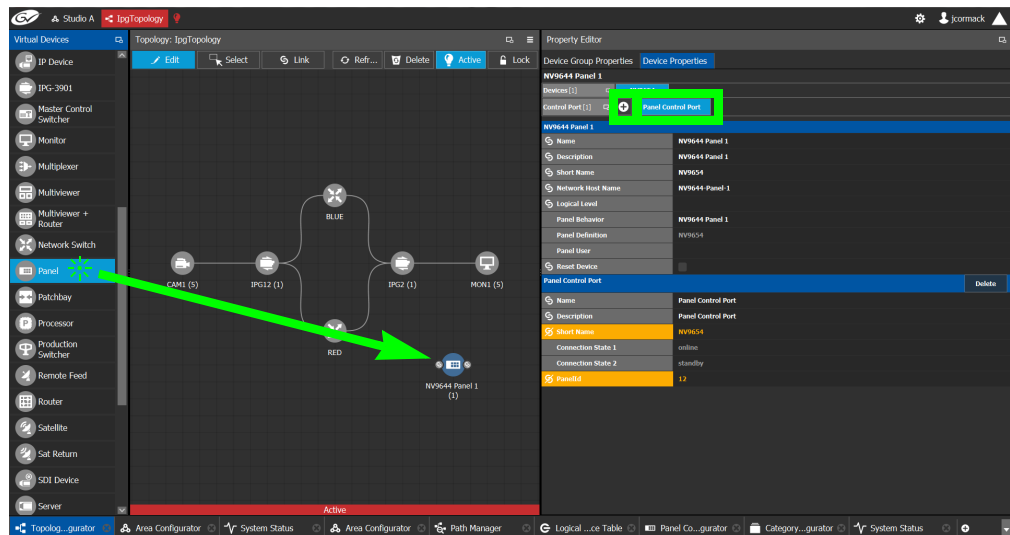 Studio A
IpgTopology
jcormack
Virtual Devices
IP Device
IPG-3901
Master Control
Switcher
Monitor
Multiplexer
Multiviewer
Multiviewer +
Router
Network Switch
Panel
Patchbay
Processor
Production
Switcher
Remote Feed
Router
Satellite
Sat Return
SDI Device
Server
Topology: IpgTopology
Edit Select Link Refr... Delete Active Lock
BLUE
CAM1 (5) IPG12 (1) IPG2 (1) MON1 (5)
RED
NV9644 Panel 1
(1)
Active
Property Editor
Device Group Properties Device Properties
NV9644 Panel 1
Devices [1]
Control Port [1] Panel Control Port
NV9644 Panel 1
Name NV9644 Panel 1
Description NV9644 Panel 1
Short Name NV9654
Network Host Name NV9644-Panel-1
Logical Level
Panel Behavior NV9644 Panel 1
Panel Definition NV9654
Panel User
Reset Device
Panel Control Port Delete
Name Panel Control Port
Description Panel Control Port
Short Name NV9654
Connection State 1 online
Connection State 2 standby
PanelId 12
Topolog...gurator Area Configurator System Status Area Configurator Path Manager Logical ...ce Table Panel Co...gurator Category...gurator System Status